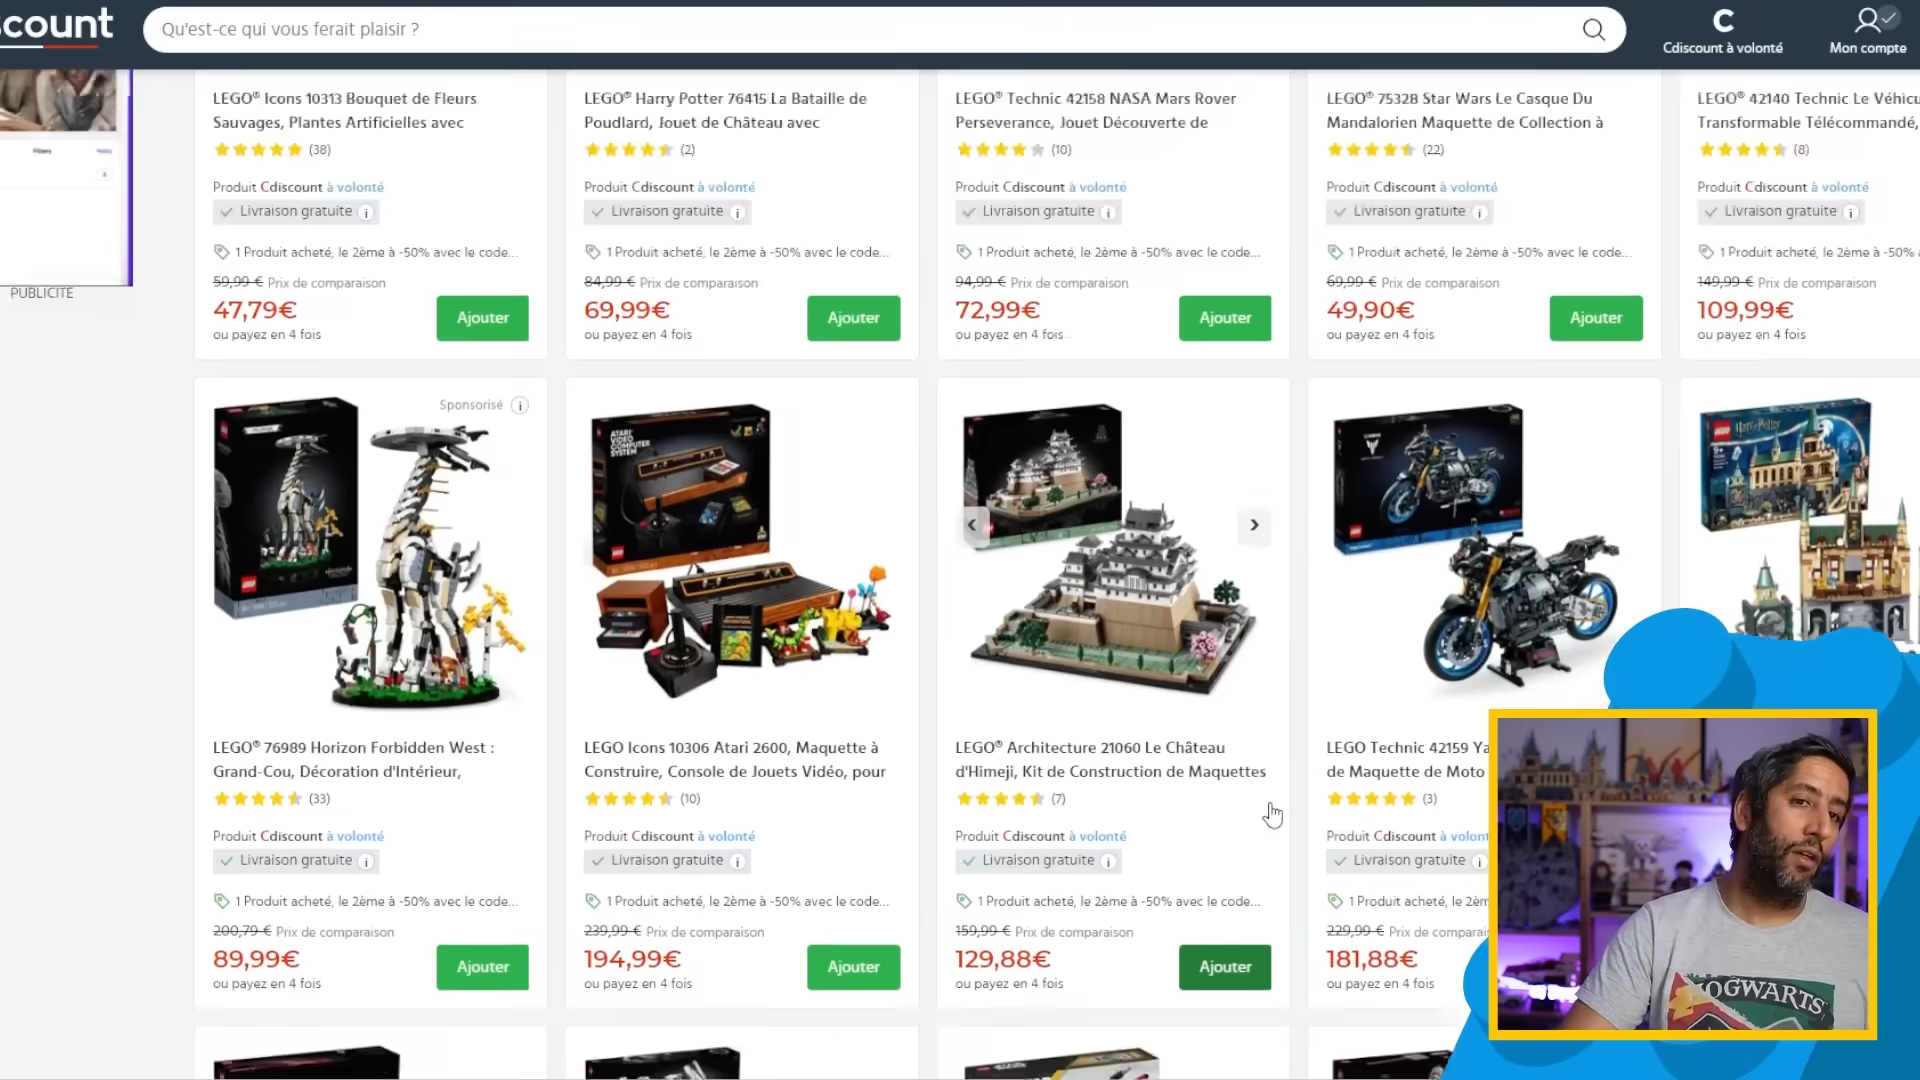 scount
Qu'est-ce qui vous ferait plaisir ?
C
Cdiscount à volonté
Mon compte
PUBLICITÉ
LEGO® Icons 10313 Bouquet de Fleurs
Sauvages, Plantes Artificielles avec
(38)
Produit Cdiscount à volonté
Livraison gratuite
1 Produit acheté, le 2ème à -50% avec le code...
59,99 € Prix de comparaison
47,79€
ou payez en 4 fois
Ajouter
LEGO® Harry Potter 76415 La Bataille de
Poudlard, Jouet de Château avec
(2)
Produit Cdiscount à volonté
Livraison gratuite
1 Produit acheté, le 2ème à -50% avec le code...
84,99 € Prix de comparaison
69,99€
ou payez en 4 fois
Ajouter
LEGO® Technic 42158 NASA Mars Rover
Perseverance, Jouet Découverte de
(10)
Produit Cdiscount à volonté
Livraison gratuite
1 Produit acheté, le 2ème à -50% avec le code...
94,99 € Prix de comparaison
72,99€
ou payez en 4 fois
Ajouter
LEGO® 75328 Star Wars Le Casque Du
Mandalorien Maquette de Collection à
(22)
Produit Cdiscount à volonté
Livraison gratuite
1 Produit acheté, le 2ème à -50% avec le code...
69,99 € Prix de comparaison
49,90€
ou payez en 4 fois
Ajouter
LEGO® 42140 Technic Le Véhicu
Transformable Télécommandé,
(8)
Produit Cdiscount à volonté
Livraison gratuite
1 Produit acheté, le 2ème à -50%
149,99 € Prix de comparaison
109,99€
ou payez en 4 fois
Sponsorisé
LEGO® 76989 Horizon Forbidden West :
Grand-Cou, Décoration d'Intérieur,
(33)
Produit Cdiscount à volonté
Livraison gratuite
1 Produit acheté, le 2ème à -50% avec le code...
200,79 € Prix de comparaison
89,99€
ou payez en 4 fois
Ajouter
ATARI
VIDEO
COMPUTER
SYSTEM
LEGO Icons 10306 Atari 2600, Maquette à
Construire, Console de Jouets Vidéo, pour
(10)
Produit Cdiscount à volonté
Livraison gratuite
1 Produit acheté, le 2ème à -50% avec le code...
239,99 € Prix de comparaison
194,99€
ou payez en 4 fois
Ajouter
LEGO® Architecture 21060 Le Château
d'Himeji, Kit de Construction de Maquettes
(7)
Produit Cdiscount à volonté
Livraison gratuite
1 Produit acheté, le 2ème à -50% avec le code...
159,99 € Prix de comparaison
129,88€
ou payez en 4 fois
Ajouter
LEGO Technic 42159 Ya
de Maquette de Moto
(3)
Produit Cdiscount à volont
Livraison gratuite
1 Produit acheté, le 2èm
229,99 € Prix de comparai
181,88€
ou payez en 4 fois
LEGO
Harry Potter
HOGWARTS